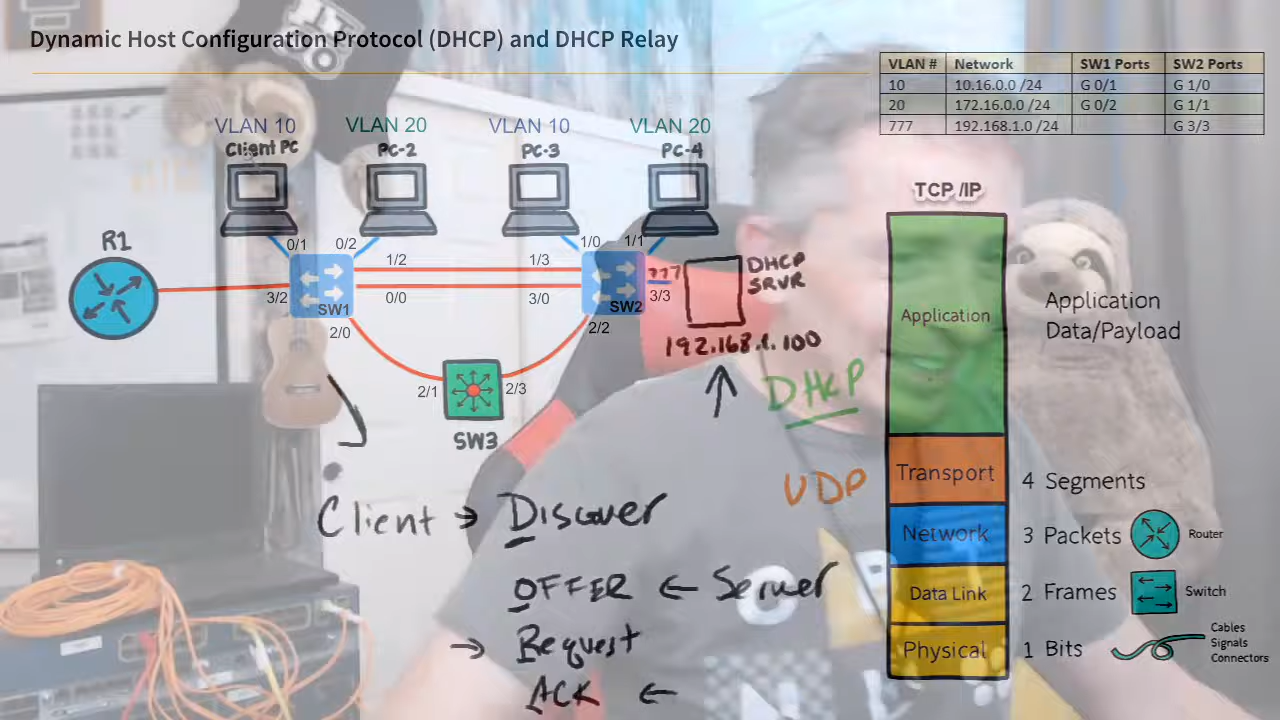 Dynamic Host Configuration Protocol (DHCP) and DHCP Relay
VLAN # Network SW1 Ports SW2 Ports
10 10.16.0.0 /24 G 0/1 G 1/0
20 172.16.0.0 /24 G 0/2 G 1/1
777 192.168.1.0 /24 G 3/3
VLAN 10 VLAN 20 VLAN 10 VLAN 20
Client PC PC-2 PC-3 PC-4
R1
0/1 0/2 1/0 1/1
1/2 1/3
3/2 0/0 3/0 3/3
777
SW1 SW2
DHCP
SRVR
192.168.1.100
2/0 2/2
2/1 2/3
SW3
DHCP
UDP
Client → Discover
OFFER ← Server
→ Request
ACK ←
TCP /IP
Application
Application
Data/Payload
Transport 4 Segments
Network 3 Packets Router
Data Link 2 Frames Switch
Physical 1 Bits
Cables
Signals
Connectors